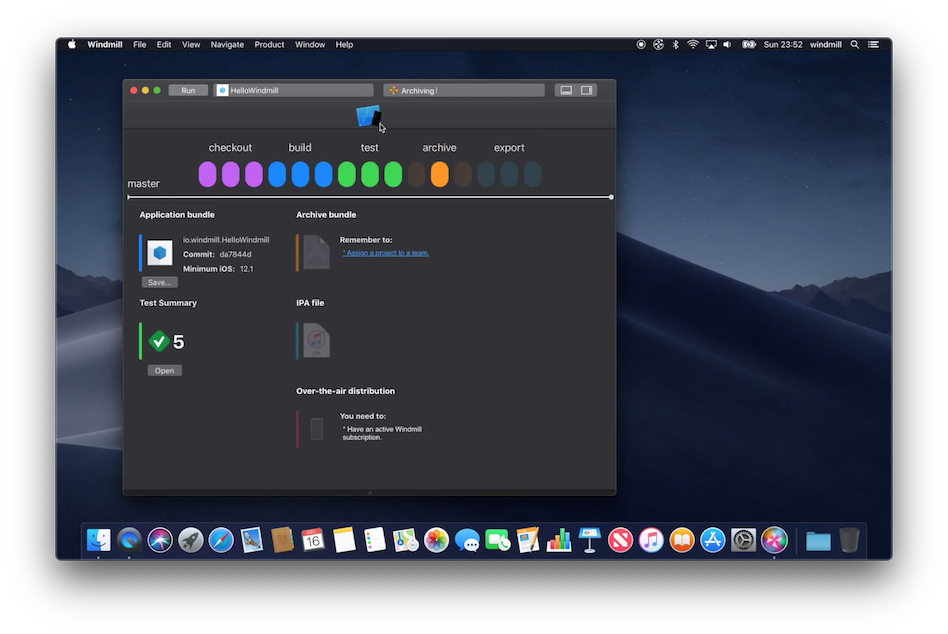 Windmill File Edit View Navigate Product Window Help Sun 23:52 windmill
Run HelloWindmill Archiving
checkout build test archive export
master
Application bundle
io.windmill.HelloWindmill
Commit: da7844d
Minimum iOS: 12.1
Save...
Archive bundle
Remember to:
* Assign a project to a team.
Test Summary
5
Open
IPA file
Over-the-air distribution
You need to:
* Have an active Windmill
subscription.
16